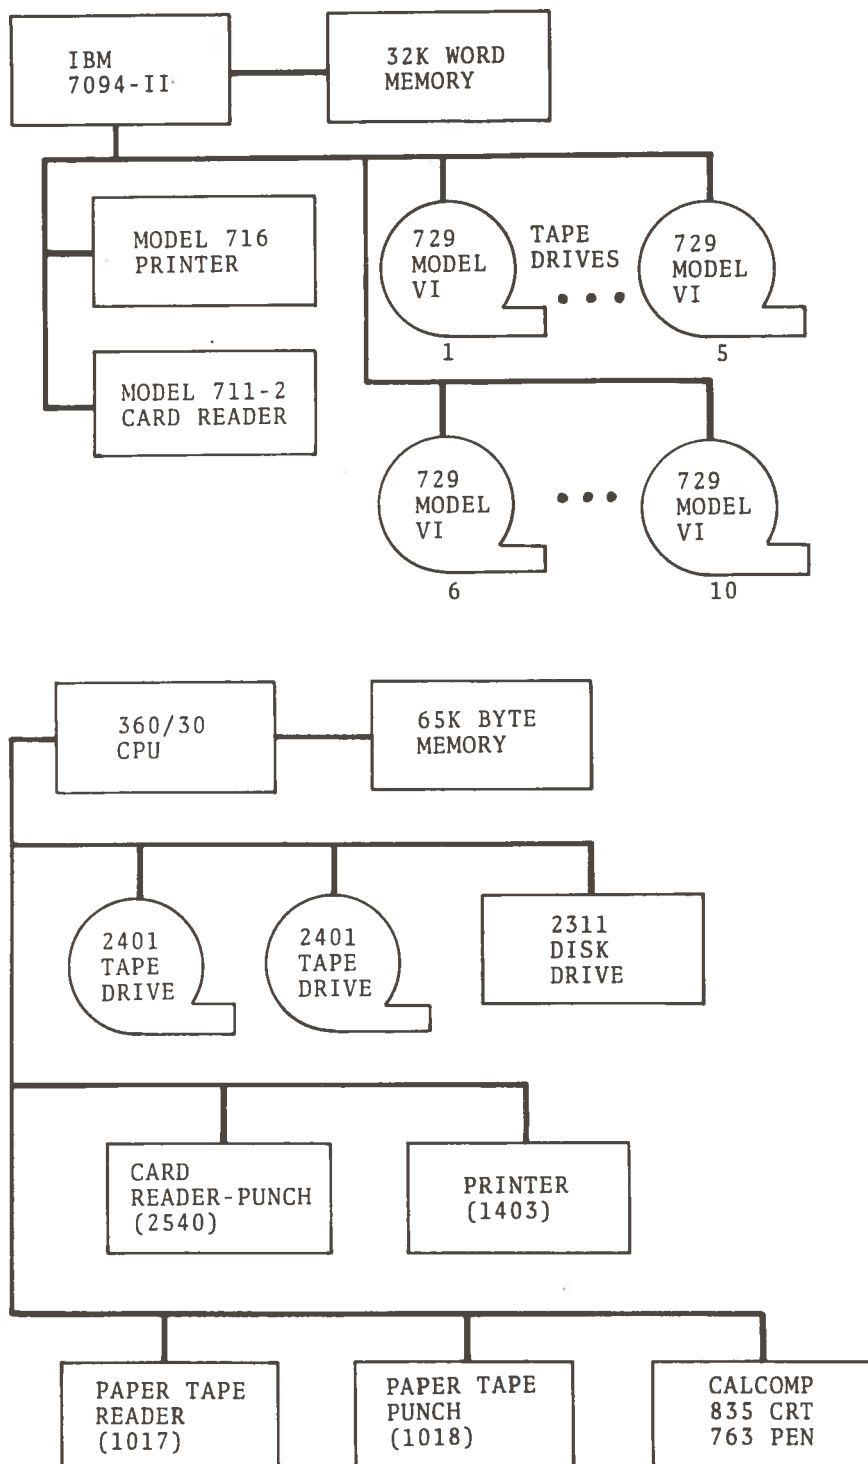 IBM
7094-II
32K WORD
MEMORY
MODEL 716
PRINTER
MODEL 711-2
CARD READER
729
MODEL
VI
1
TAPE
DRIVES
729
MODEL
VI
5
729
MODEL
VI
6
729
MODEL
VI
10
360/30
CPU
65K BYTE
MEMORY
2401
TAPE
DRIVE
2401
TAPE
DRIVE
2311
DISK
DRIVE
CARD
READER-PUNCH
(2540)
PRINTER
(1403)
PAPER TAPE
READER
(1017)
PAPER TAPE
PUNCH
(1018)
CALCOMP
835 CRT
763 PEN